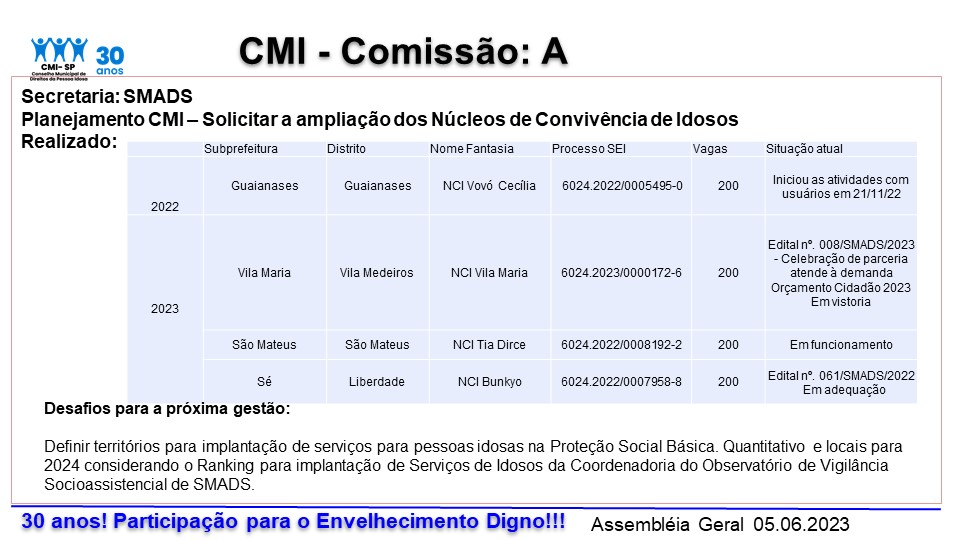 CMI - Comissão: A
CMI- SP
Conselho Municipal de
Direitos da Pessoa Idosa
30
anos
Secretaria: SMADS
Planejamento CMI – Solicitar a ampliação dos Núcleos de Convivência de Idosos
Realizado:
Subprefeitura Distrito Nome Fantasia Processo SEI Vagas Situação atual
2022 Guaianases Guaianases NCI Vovó Cecília 6024.2022/0005495-0 200 Iniciou as atividades com
usuários em 21/11/22
2023 Vila Maria Vila Medeiros NCI Vila Maria 6024.2023/0000172-6 200 Edital nº. 008/SMADS/2023
- Celebração de parceria
atende à demanda
Orçamento Cidadão 2023
Em vistoria
São Mateus São Mateus NCI Tia Dirce 6024.2022/0008192-2 200 Em funcionamento
Sé Liberdade NCI Bunkyo 6024.2022/0007958-8 200 Edital nº. 061/SMADS/2022
Em adequação
Desafios para a próxima gestão:
Definir territórios para implantação de serviços para pessoas idosas na Proteção Social Básica. Quantitativo e locais para
2024 considerando o Ranking para implantação de Serviços de Idosos da Coordenadoria do Observatório de Vigilância
Socioassistencial de SMADS.
30 anos! Participação para o Envelhecimento Digno!!!
Assembléia Geral 05.06.2023